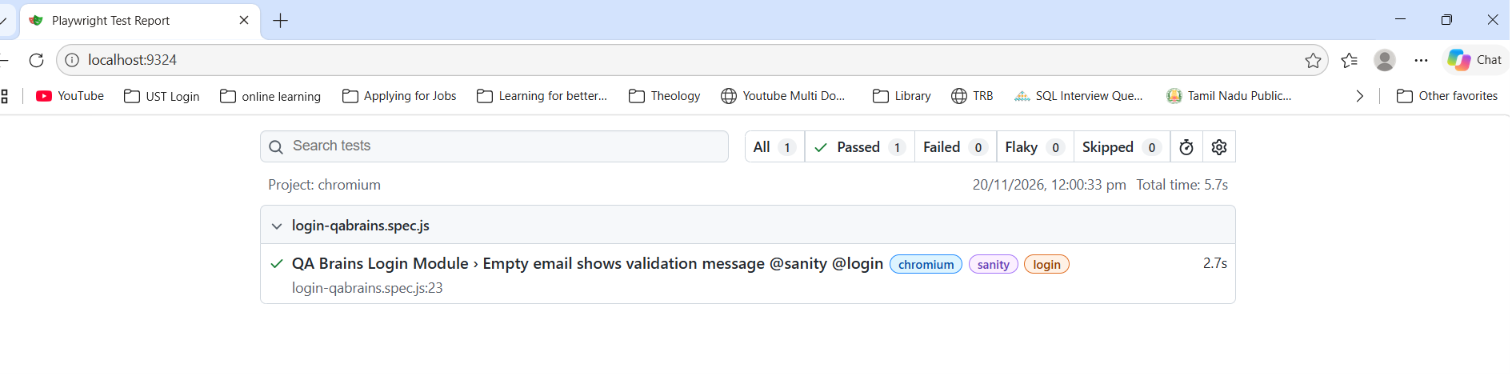 Playwright Test Report
localhost:9324
Chat
YouTube UST Login online learning Applying for Jobs Learning for better... Theology Youtube Multi Do... Library TRB SQL Interview Que... Tamil Nadu Public... Other favorites
Search tests
All 1 Passed 1 Failed 0 Flaky 0 Skipped 0
Project: chromium 20/11/2026, 12:00:33 pm Total time: 5.7s
login-qabrains.spec.js
QA Brains Login Module › Empty email shows validation message @sanity @login chromium sanity login 2.7s
login-qabrains.spec.js:23